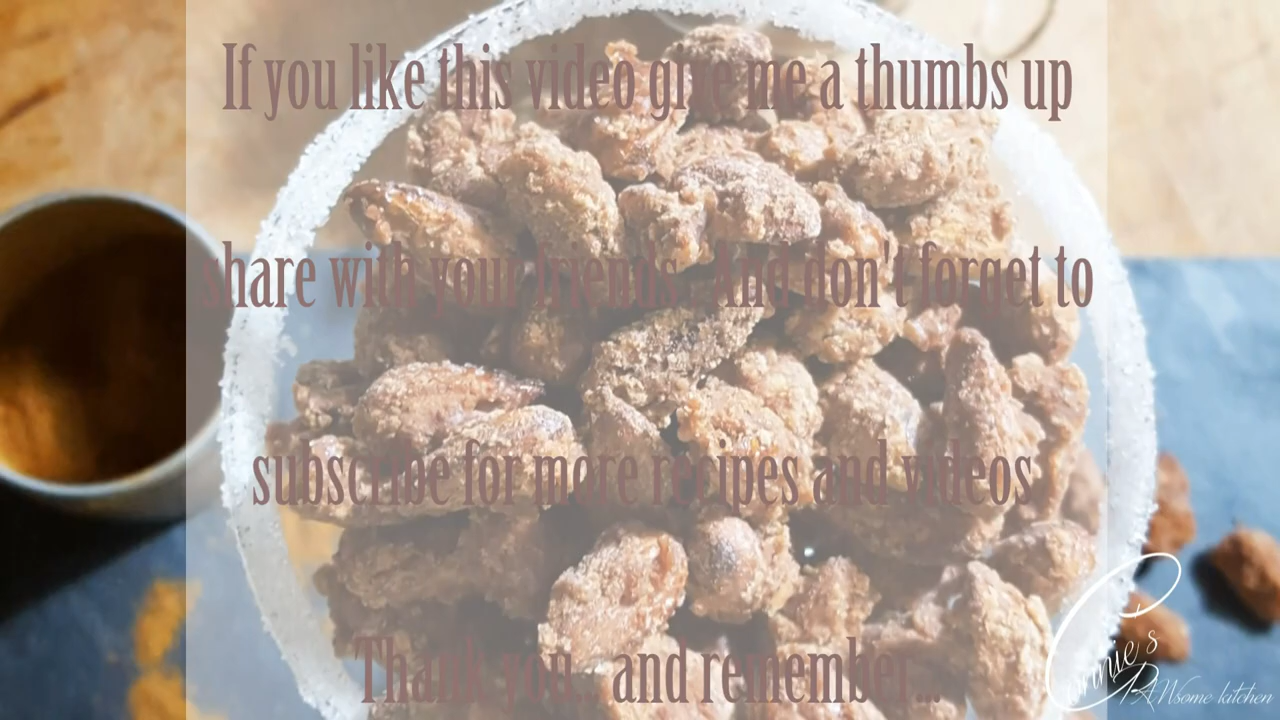 If you like this video give me a thumbs up
share with your friends. And don't forget to
subscribe for more recipes and videos.
Thank you... and remember...
Connie's
RAWsome kitchen